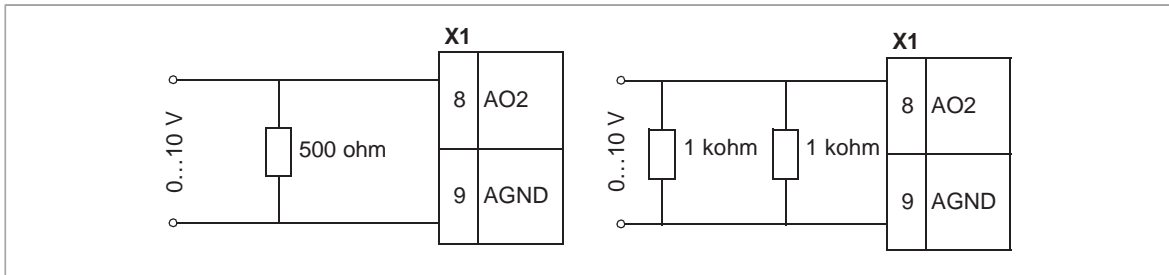 X1
8 AO2
0...10 V
500 ohm
9 AGND
X1
8 AO2
0...10 V
1 kohm
1 kohm
9 AGND